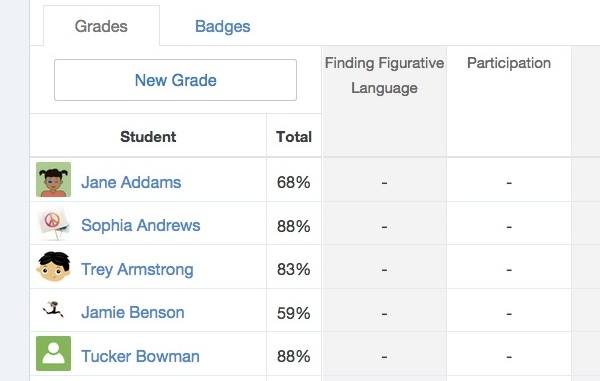 Grades Badges
New Grade
Finding Figurative Language
Participation
Student Total
Jane Addams 68% - -
Sophia Andrews 88% - -
Trey Armstrong 83% - -
Jamie Benson 59% - -
Tucker Bowman 88% - -